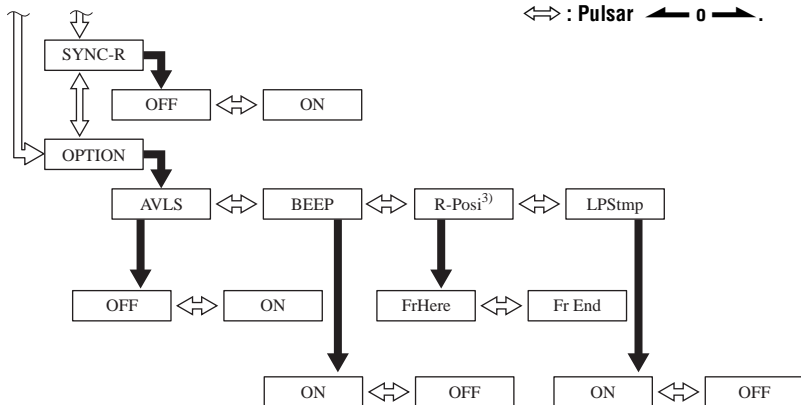 : Pulsar o .
SYNC-R
OFF ON
OPTION
AVLS BEEP R-Posi3) LPStmp
OFF ON FrHere Fr End
ON OFF ON OFF